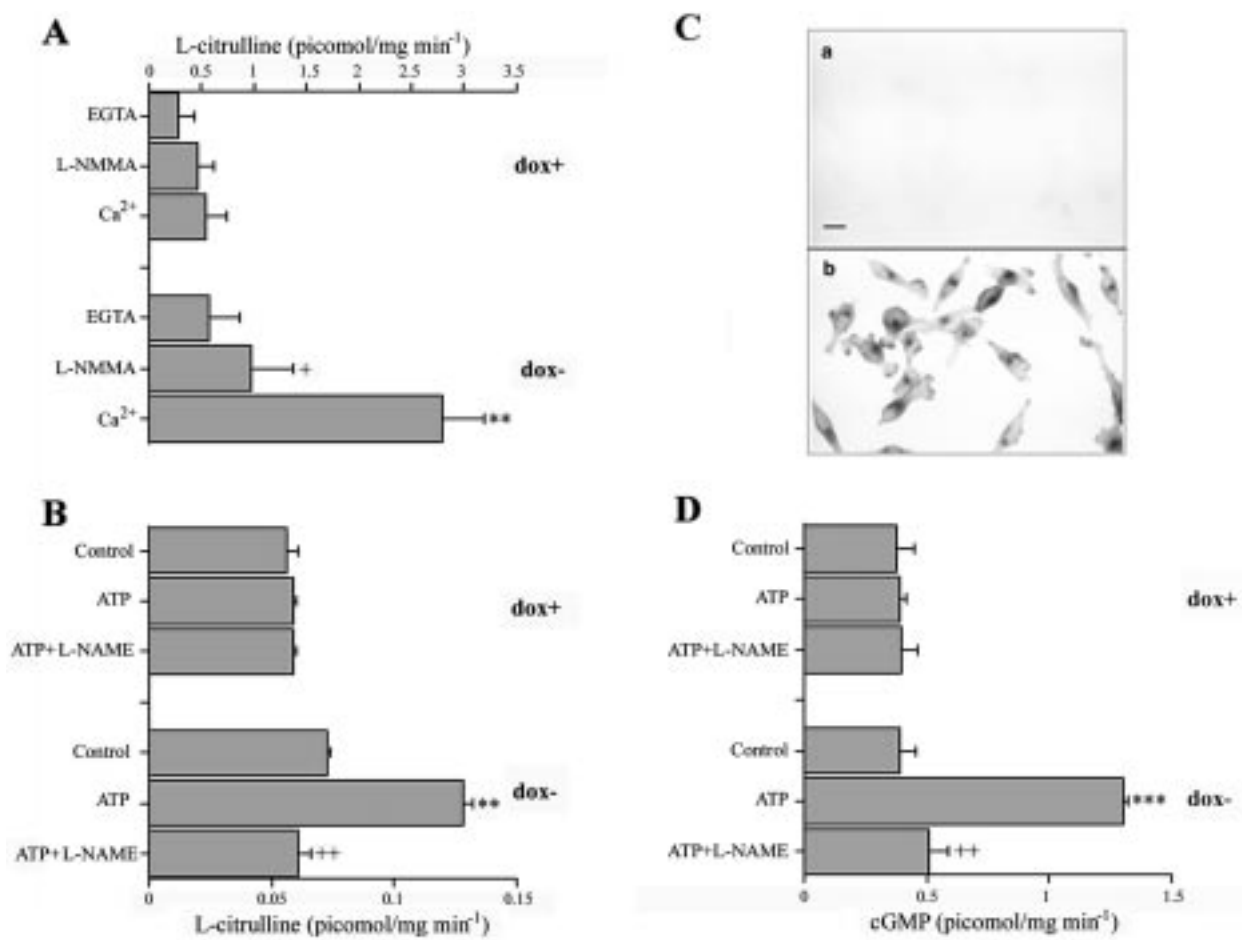 A
L-citrulline (picomol/mg min⁻¹)
0 0.5 1 1.5 2 2.5 3 3.5
EGTA
L-NMMA
Ca²⁺
dox+
EGTA
L-NMMA
+
Ca²⁺
**
dox-
B
Control
ATP
ATP+L-NAME
dox+
Control
ATP
**
ATP+L-NAME
++
dox-
0 0.05 0.1 0.15
L-citrulline (picomol/mg min⁻¹)
C
a
b
D
Control
ATP
ATP+L-NAME
dox+
Control
ATP
***
ATP+L-NAME
++
dox-
0 0.5 1 1.5
cGMP (picomol/mg min⁻¹)